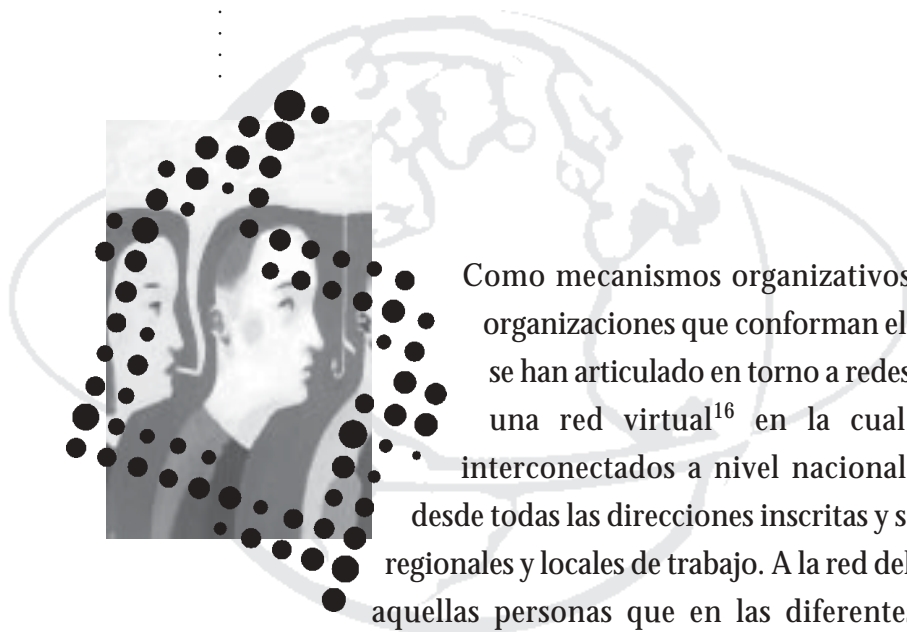 Como mecanismos organizativos
organizaciones que conforman el
se han articulado en torno a redes
una red virtual16 en la cual
interconectados a nivel nacional
desde todas las direcciones inscritas y s
regionales y locales de trabajo. A la red del
aquellas personas que en las diferentes